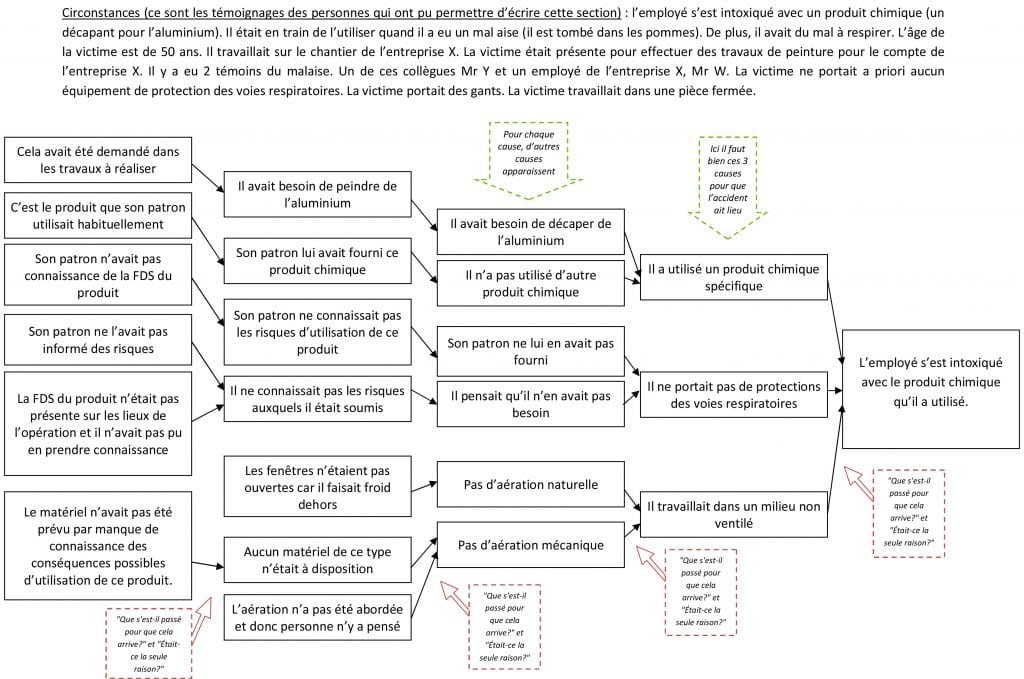 Circonstances (ce sont les témoignages des personnes qui ont pu permettre d'écrire cette section) : l'employé s'est intoxiqué avec un produit chimique (un
décapant pour l'aluminium). Il était en train de l'utiliser quand il a eu un mal aise (il est tombé dans les pommes). De plus, il avait du mal à respirer. L'âge de
la victime est de 50 ans. Il travaillait sur le chantier de l'entreprise X. La victime était présente pour effectuer des travaux de peinture pour le compte de
l'entreprise X. Il y a eu 2 témoins du malaise. Un de ces collègues Mr Y et un employé de l'entreprise X, Mr W. La victime ne portait a priori aucun
équipement de protection des voies respiratoires. La victime portait des gants. La victime travaillait dans une pièce fermée.
Cela avait été demandé dans
les travaux à réaliser
C'est le produit que son patron
utilisait habituellement
Son patron n'avait pas
connaissance de la FDS du
produit
Son patron ne l'avait pas
informé des risques
La FDS du produit n'était pas
présente sur les lieux de
l'opération et il n'avait pas pu
en prendre connaissance
Le matériel n'avait pas été
prévu par manque de
connaissance des
conséquences possibles
d'utilisation de ce produit.
"Que s'est-il passé
pour que cela
arrive?" et "Était-
ce la seule
raison?"
Il avait besoin de peindre de
l'aluminium
Son patron lui avait fourni ce
produit chimique
Son patron ne connaissait pas
les risques d'utilisation de ce
produit
Il ne connaissait pas les risques
auxquels il était soumis
Les fenêtres n'étaient pas
ouvertes car il faisait froid
dehors
Aucun matériel de ce type
n'était à disposition
L'aération n'a pas été abordée
et donc personne n'y a pensé
Pour chaque
cause, d'autres
causes
apparaissent
Il avait besoin de décaper de
l'aluminium
Il n'a pas utilisé d'autre
produit chimique
Son patron ne lui en avait pas
fourni
Il pensait qu'il n'en avait pas
besoin
Pas d'aération naturelle
Pas d'aération mécanique
"Que s'est-il
passé pour
que cela
arrive?" et
"Était-ce la
seule raison?"
Ici il faut
bien ces 3
causes
pour que
l'accident
ait lieu
Il a utilisé un produit chimique
spécifique
Il ne portait pas de protections
des voies respiratoires
Il travaillait dans un milieu non
ventilé
"Que s'est-il
passé pour
que cela
arrive?" et
"Était-ce la
seule raison?"
L'employé s'est intoxiqué
avec le produit chimique
qu'il a utilisé.
"Que s'est-il
passé pour
que cela
arrive?" et
"Était-ce la
seule raison?"